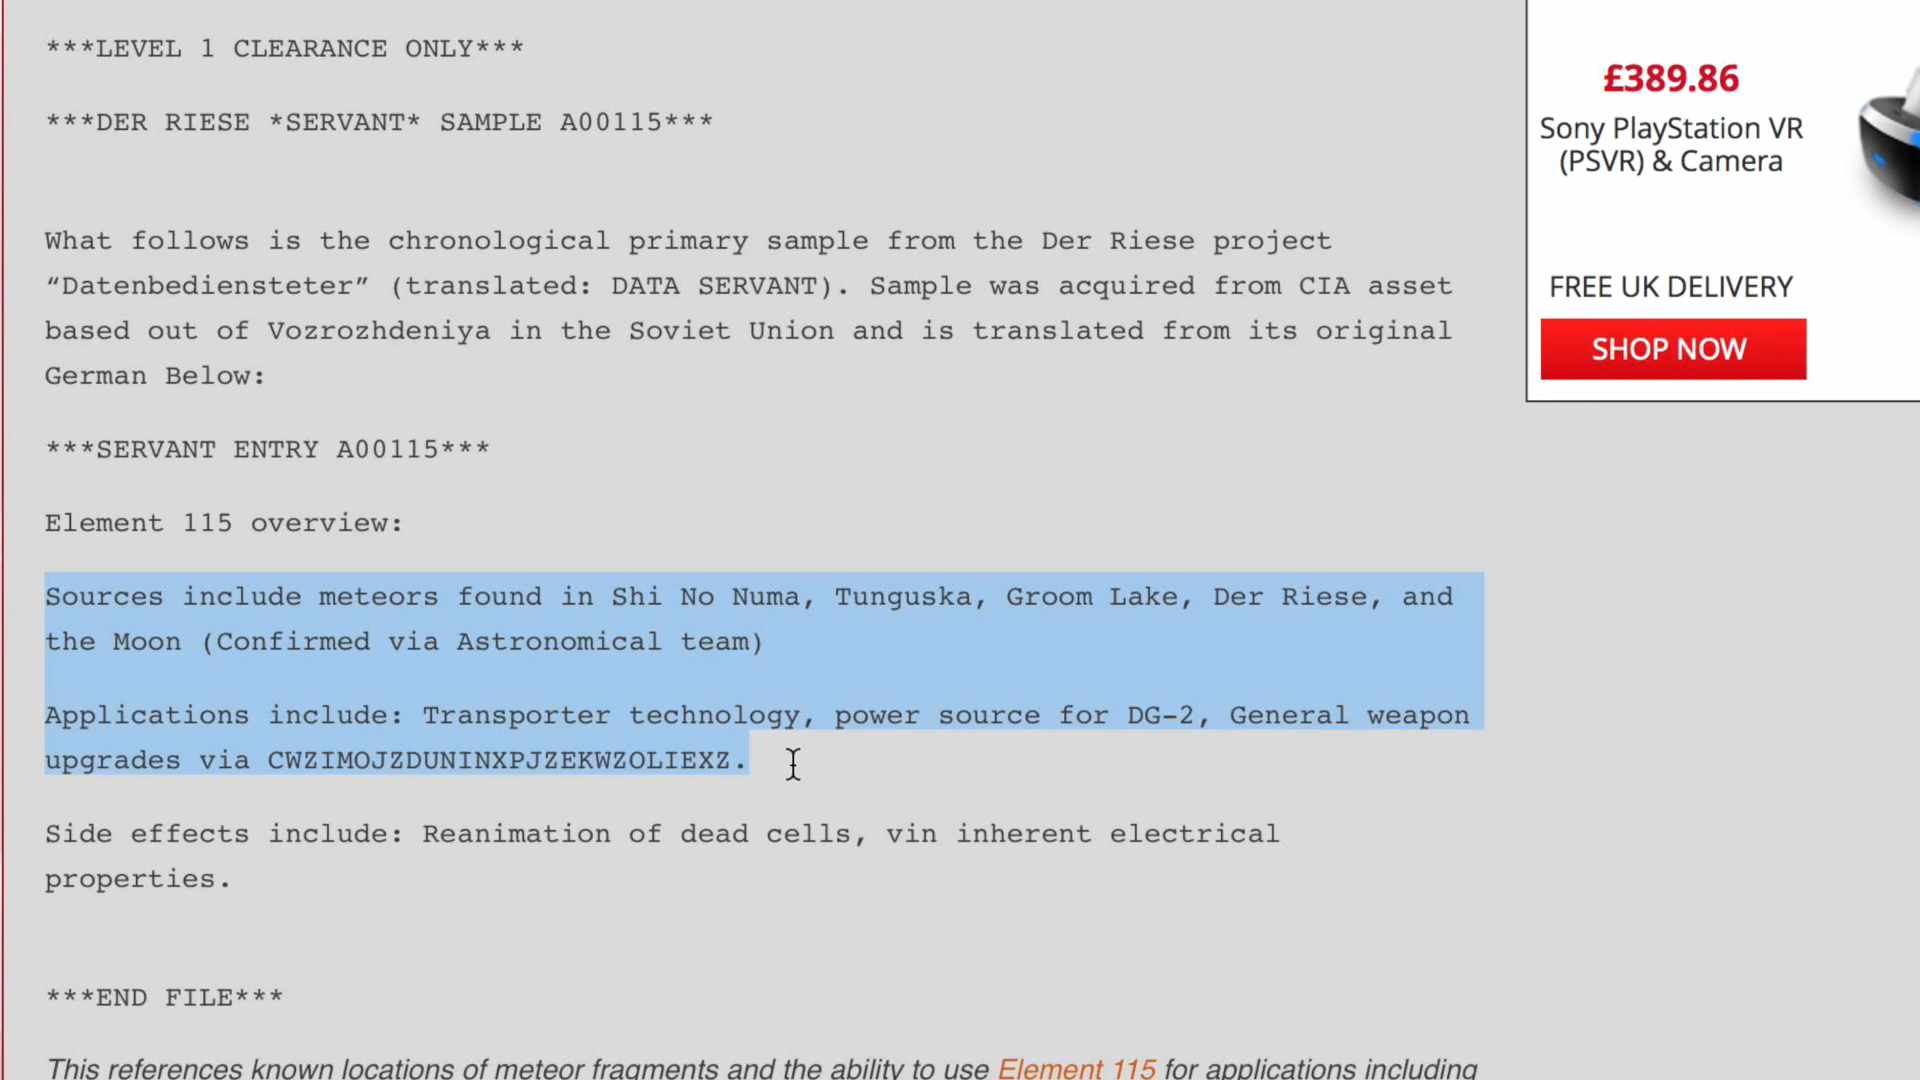 ***LEVEL 1 CLEARANCE ONLY***
***DER RIESE *SERVANT* SAMPLE A00115***
What follows is the chronological primary sample from the Der Riese project
“Datenbediensteter” (translated: DATA SERVANT). Sample was acquired from CIA asset
based out of Vozrozhdeniya in the Soviet Union and is translated from its original
German Below:
***SERVANT ENTRY A00115***
Element 115 overview:
Sources include meteors found in Shi No Numa, Tunguska, Groom Lake, Der Riese, and
the Moon (Confirmed via Astronomical team)
Applications include: Transporter technology, power source for DG-2, General weapon
upgrades via CWZIMOJZDUNINXPJZEKWZOLIEXZ.
Side effects include: Reanimation of dead cells, vin inherent electrical
properties.
***END FILE***
This references known locations of meteor fragments and the ability to use Element 115 for applications including
£389.86
Sony PlayStation VR
(PSVR) & Camera
FREE UK DELIVERY
SHOP NOW